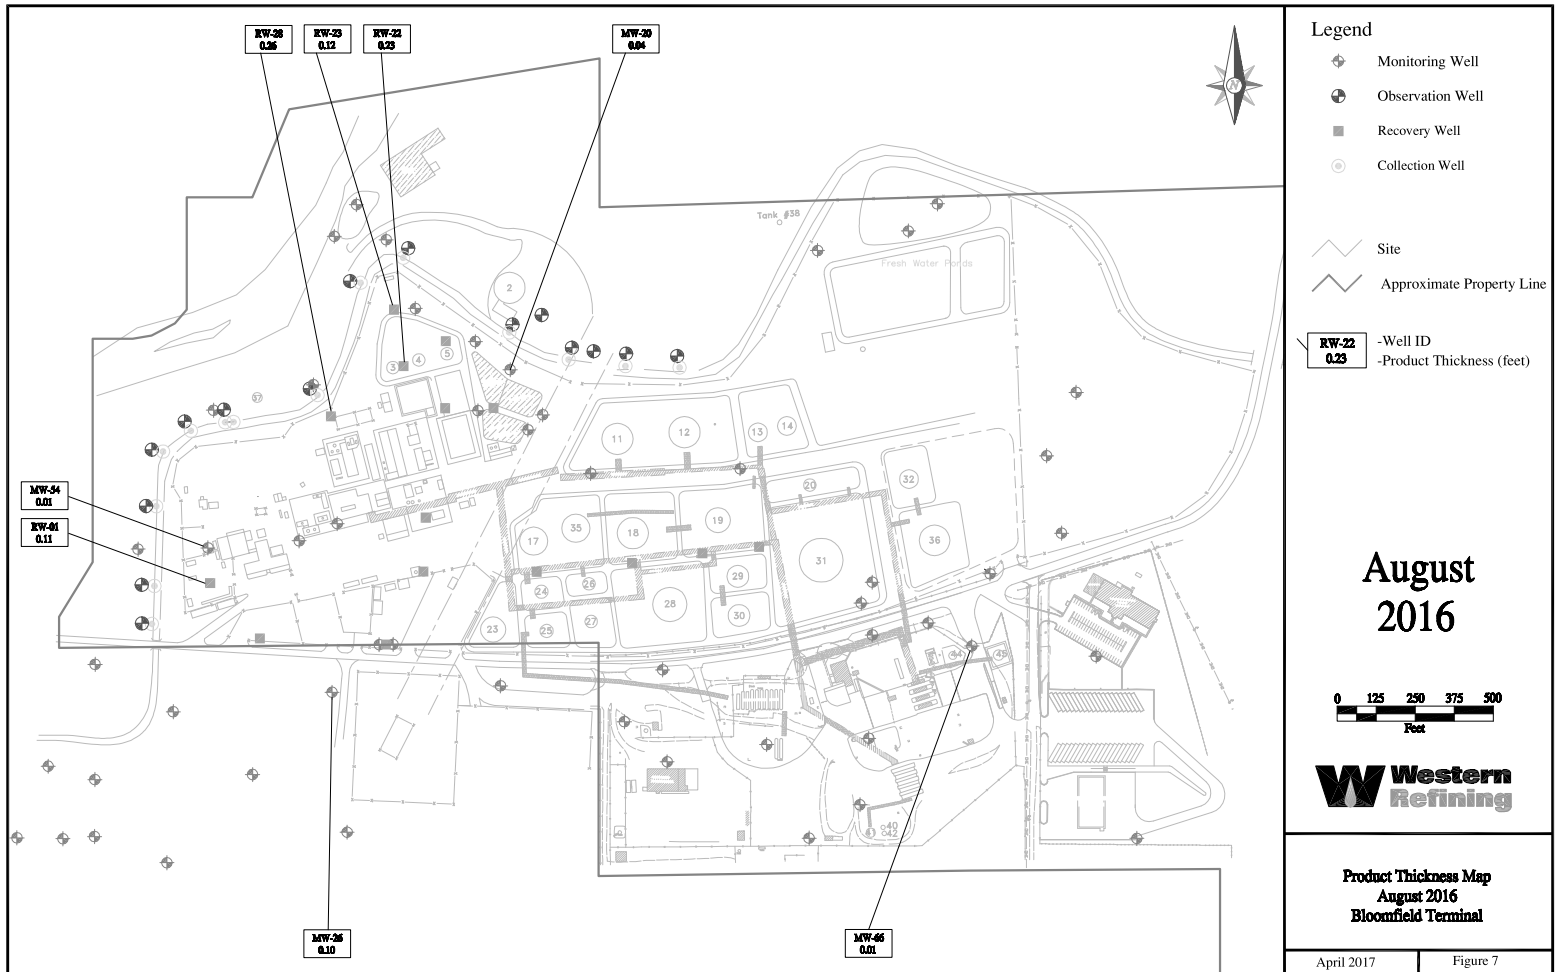 RW-28
0.26
RW-23
0.12
RW-22
0.23
MW-20
0.04
Tank #38
Fresh Water Ponds
2
5
4
3
37
11
12
13
14
20
32
MW-54
0.01
RW-01
0.11
35
18
19
17
31
36
24
26
29
28
30
23
25
27
44
45
40
42
41
MW-26
0.10
MW-66
0.01
N
Legend
Monitoring Well
Observation Well
Recovery Well
Collection Well
Site
Approximate Property Line
RW-22
0.23
-Well ID
-Product Thickness (feet)
August
2016
0 125 250 375 500
Feet
Western
Refining
Product Thickness Map
August 2016
Bloomfield Terminal
April 2017
Figure 7